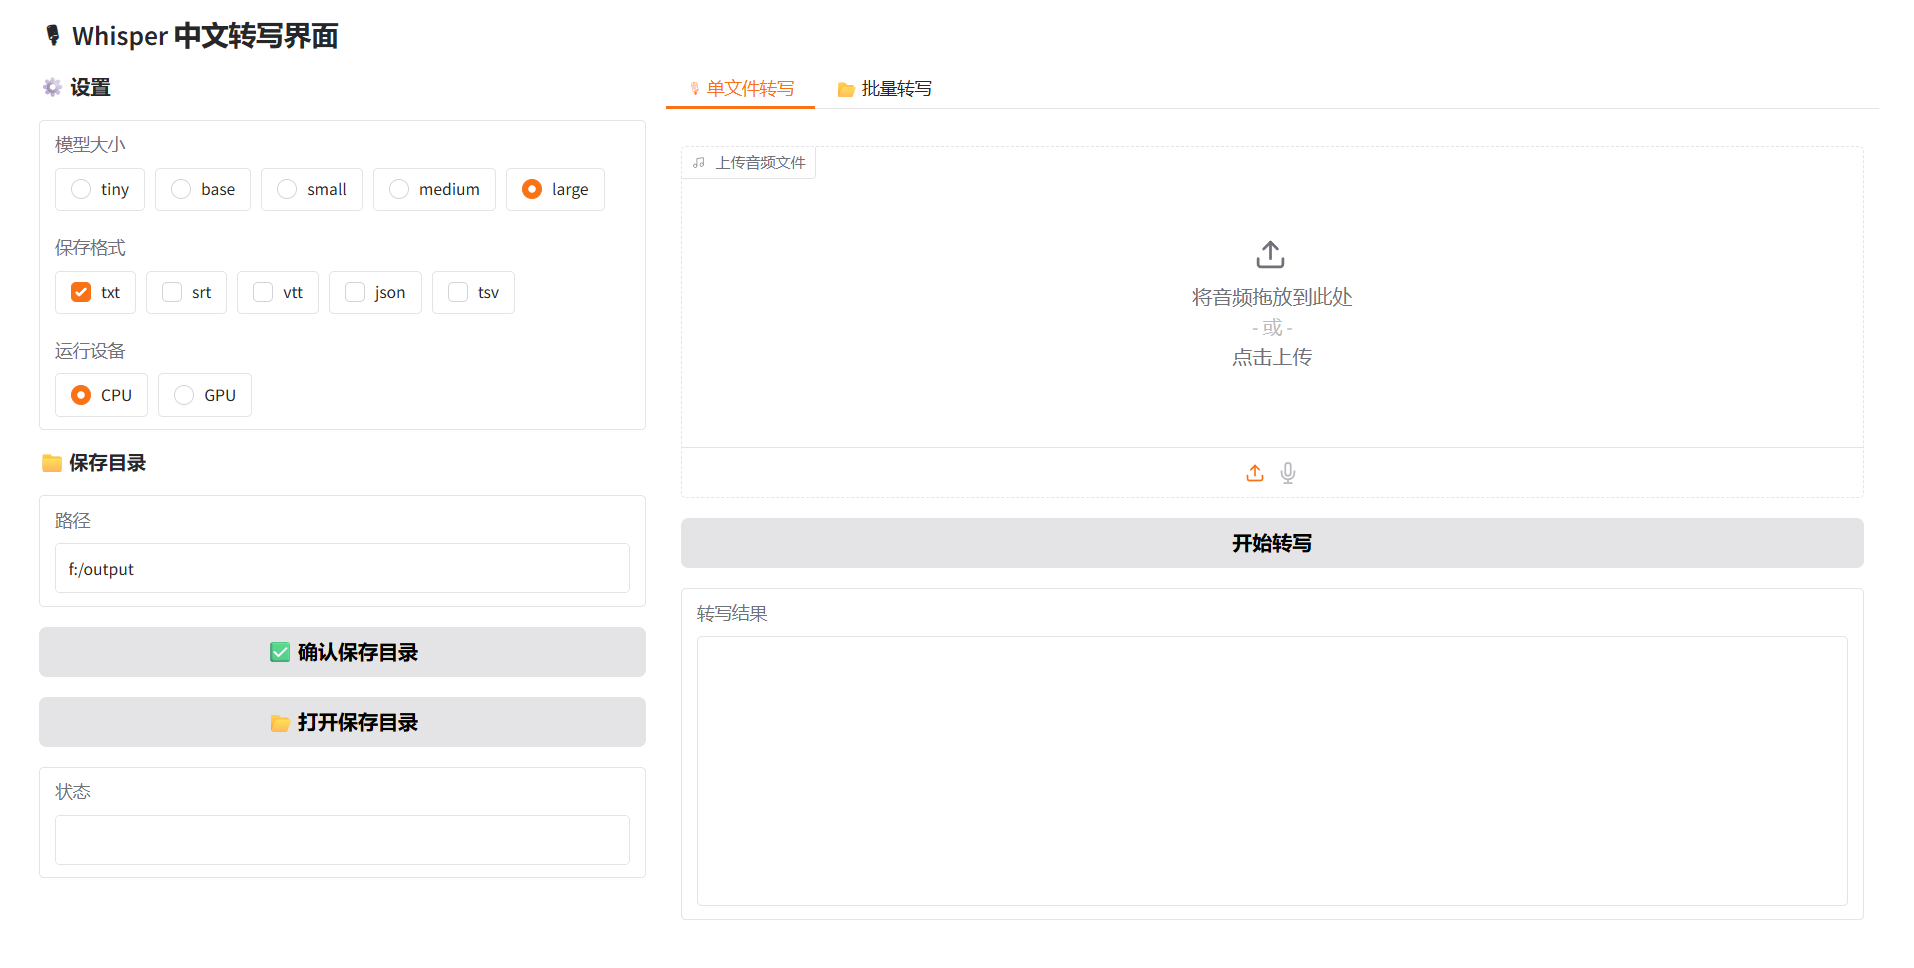 Whisper 中文转写界面
设置
模型大小
tiny base small medium large
保存格式
txt srt vtt json tsv
运行设备
CPU GPU
保存目录
路径
f:/output
确认保存目录
打开保存目录
状态
单文件转写 批量转写
上传音频文件
将音频拖放到此处
- 或 -
点击上传
开始转写
转写结果